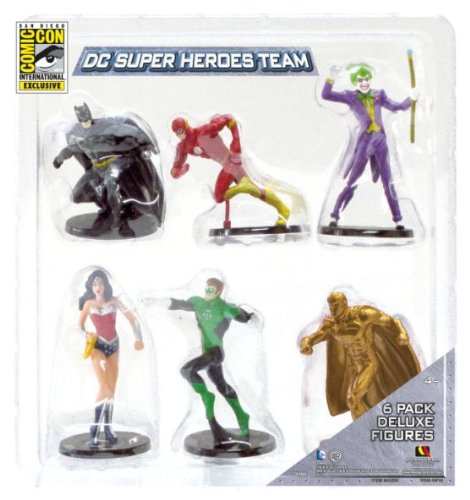 SAN DIEGO
COMIC CON
INTERNATIONAL
EXCLUSIVE
DC SUPER HEROES TEAM
4+
6 PACK
DELUXE
FIGURES